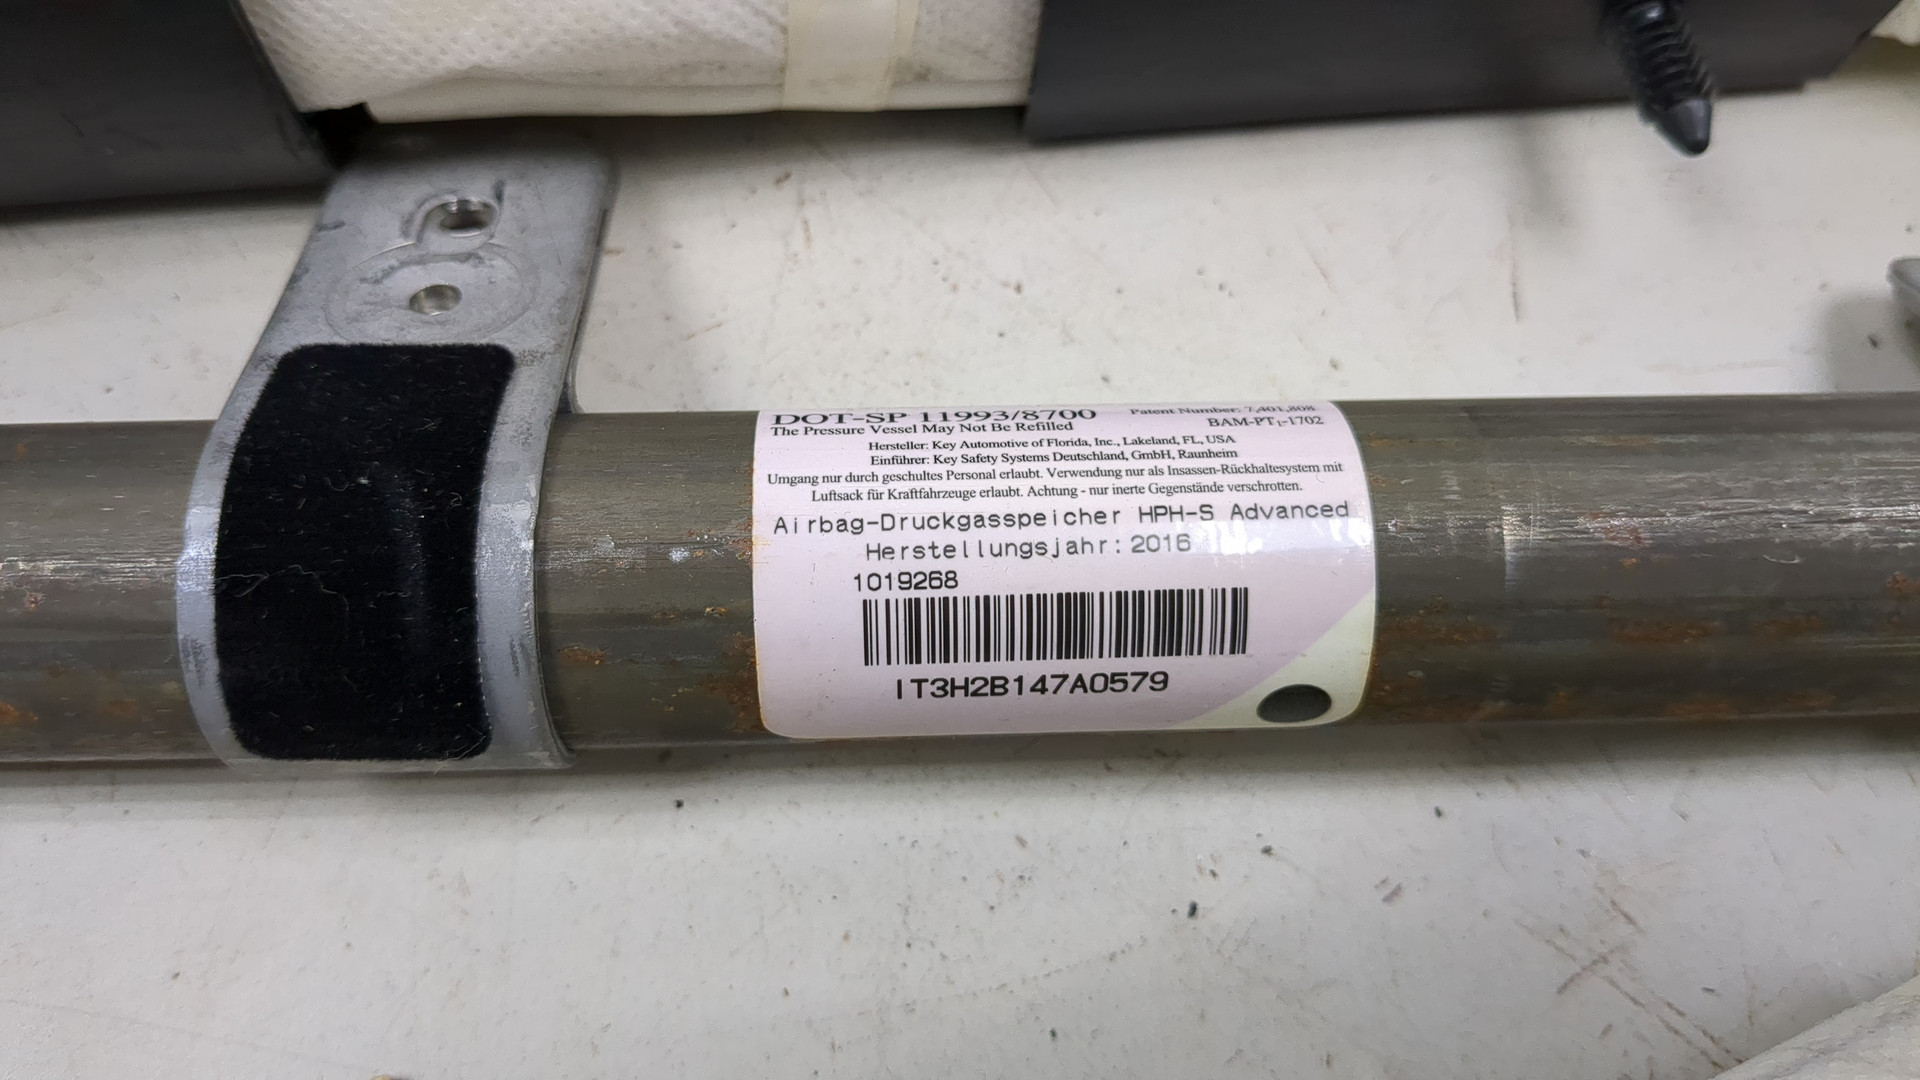 DOT-SP 11993/8700
Patent Number: 7,401,808
The Pressure Vessel May Not Be Refilled
BAM-PT₁-1702
Hersteller: Key Automotive of Florida, Inc., Lakeland, FL, USA
Einführer: Key Safety Systems Deutschland, GmbH, Raunheim
Umgang nur durch geschultes Personal erlaubt. Verwendung nur als Insassen-Rückhaltesystem mit
Luftsack für Kraftfahrzeuge erlaubt. Achtung - nur inerte Gegenstände verschrotten.
Airbag-Druckgasspeicher HPH-S Advanced
Herstellungsjahr: 2016
1019268
IT3H2B147A0579